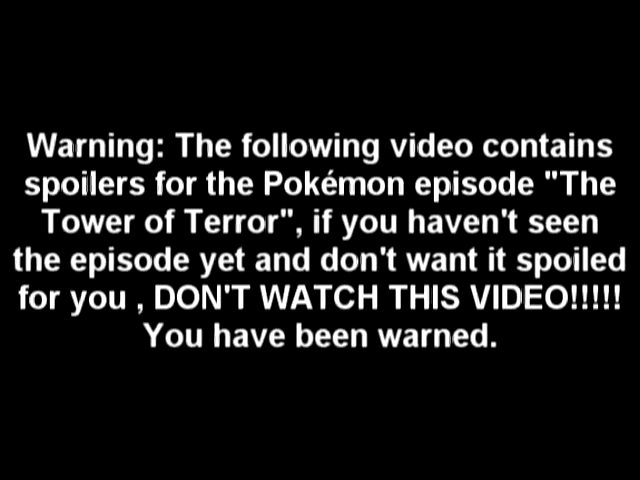 Warning: The following video contains
spoilers for the Pokémon episode "The
Tower of Terror", if you haven't seen
the episode yet and don't want it spoiled
for you , DON'T WATCH THIS VIDEO!!!!!
You have been warned.